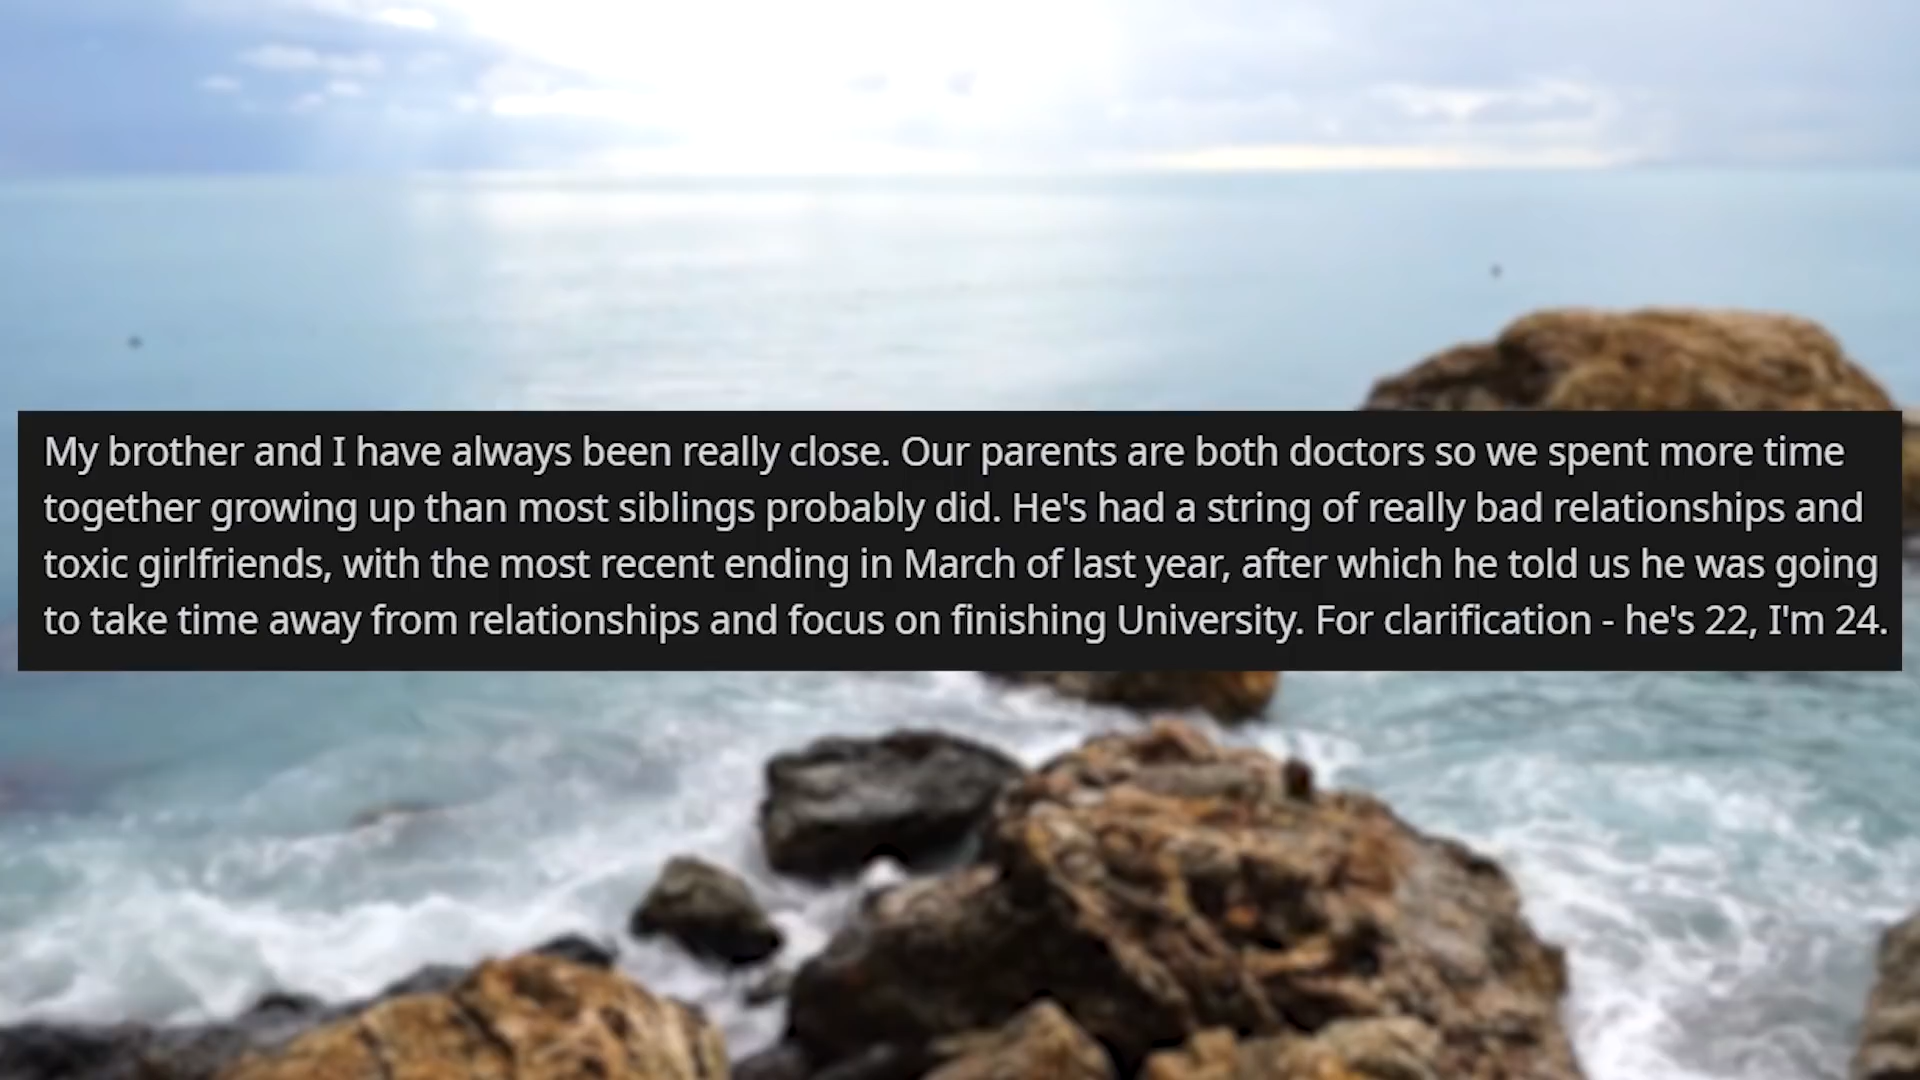 My brother and I have always been really close. Our parents are both doctors so we spent more time
together growing up than most siblings probably did. He's had a string of really bad relationships and
toxic girlfriends, with the most recent ending in March of last year, after which he told us he was going
to take time away from relationships and focus on finishing University. For clarification - he's 22, I'm 24.